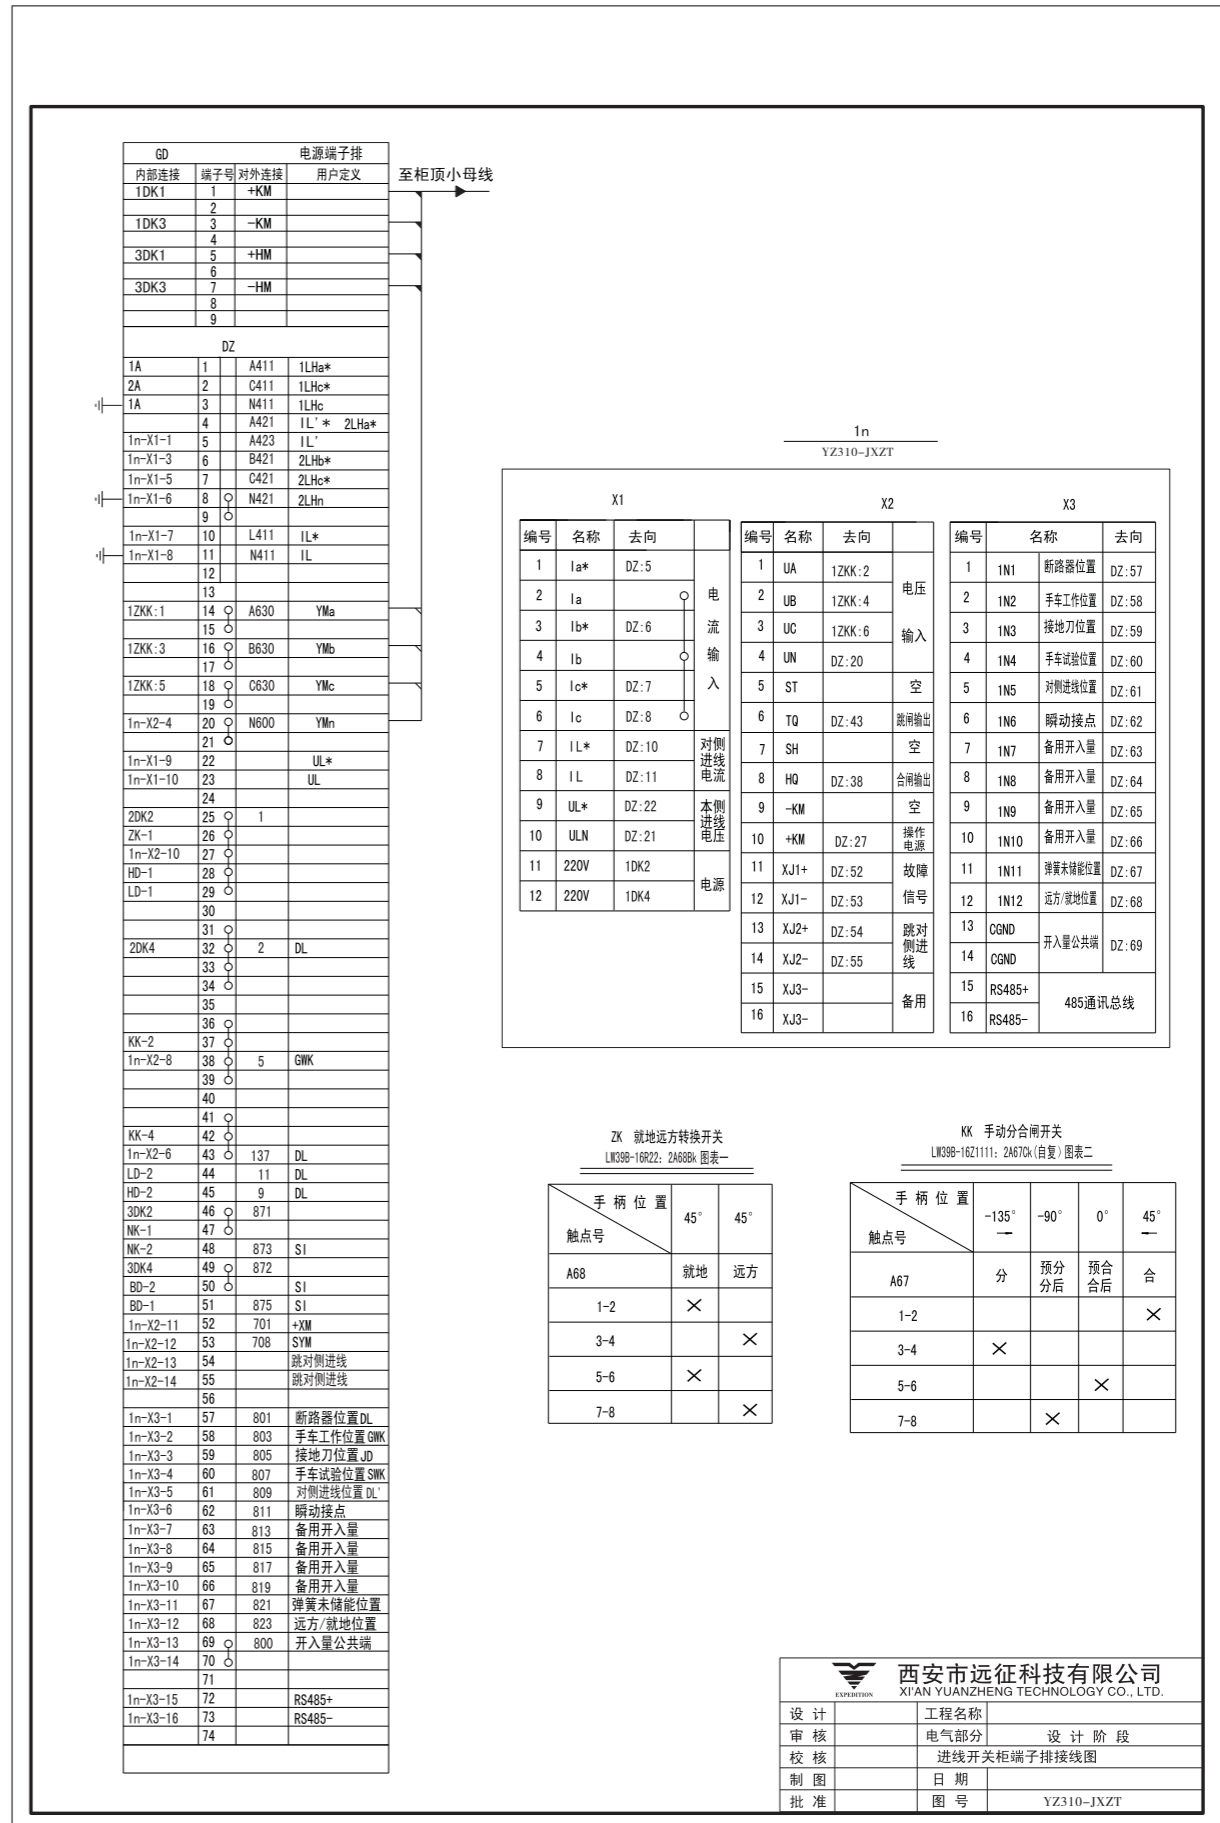 GD 电源端子排
内部连接 端子号 对外连接 用户定义
至柜顶小母线
1DK1 1 +KM
2
1DK3 3 -KM
4
3DK1 5 +HM
6
3DK3 7 -HM
8
9
DZ
1A 1 A411 1LHa*
2A 2 C411 1LHc*
1A 3 N411 1LHc
4 A421 IL'* 2LHa*
1n-X1-1 5 A423 IL'
1n-X1-3 6 B421 2LHb*
1n-X1-5 7 C421 2LHc*
1n-X1-6 8 N421 2LHn
9
1n-X1-7 10 L411 IL*
1n-X1-8 11 N411 IL
12
13
1ZKK:1 14 A630 YMa
15
1ZKK:3 16 B630 YMb
17
1ZKK:5 18 C630 YMc
19
1n-X2-4 20 N600 YMn
21
1n-X1-9 22 UL*
1n-X1-10 23 UL
24
2DK2 25 1
ZK-1 26
1n-X2-10 27
HD-1 28
LD-1 29
30
31
2DK4 32 2 DL
33
34
35
36
KK-2 37
1n-X2-8 38 5 GWK
39
40
41
KK-4 42
1n-X2-6 43 137 DL
LD-2 44 11 DL
HD-2 45 9 DL
3DK2 46 871
NK-1 47
NK-2 48 873 SI
3DK4 49 872
BD-2 50 SI
BD-1 51 875 SI
1n-X2-11 52 701 +XM
1n-X2-12 53 708 SYM
1n-X2-13 54 跳对侧进线
1n-X2-14 55 跳对侧进线
56
1n-X3-1 57 801 断路器位置DL
1n-X3-2 58 803 手车工作位置GWK
1n-X3-3 59 805 接地刀位置JD
1n-X3-4 60 807 手车试验位置SWK
1n-X3-5 61 809 对侧进线位置DL'
1n-X3-6 62 811 瞬动接点
1n-X3-7 63 813 备用开入量
1n-X3-8 64 815 备用开入量
1n-X3-9 65 817 备用开入量
1n-X3-10 66 819 备用开入量
1n-X3-11 67 821 弹簧未储能位置
1n-X3-12 68 823 远方/就地位置
1n-X3-13 69 800 开入量公共端
1n-X3-14 70
71
1n-X3-15 72 RS485+
1n-X3-16 73 RS485-
74
1n
YZ310-JXZT
X1
编号 名称 去向
1 Ia* DZ:5
2 Ia
3 Ib* DZ:6
4 Ib
5 Ic* DZ:7
6 Ic DZ:8
电流输入
7 IL* DZ:10
8 IL DZ:11
对侧进线电流
9 UL* DZ:22
10 ULN DZ:21
本侧进线电压
11 220V 1DK2
12 220V 1DK4
电源
X2
编号 名称 去向
1 UA 1ZKK:2
2 UB 1ZKK:4
3 UC 1ZKK:6
4 UN DZ:20
电压输入
5 ST 空
6 TQ DZ:43 跳闸输出
7 SH 空
8 HQ DZ:38 合闸输出
9 -KM 空
10 +KM DZ:27 操作电源
11 XJ1+ DZ:52
12 XJ1- DZ:53
故障信号
13 XJ2+ DZ:54
14 XJ2- DZ:55
跳对侧进线
15 XJ3-
16 XJ3-
备用
X3
编号 名称 去向
1 1N1 断路器位置 DZ:57
2 1N2 手车工作位置 DZ:58
3 1N3 接地刀位置 DZ:59
4 1N4 手车试验位置 DZ:60
5 1N5 对侧进线位置 DZ:61
6 1N6 瞬动接点 DZ:62
7 1N7 备用开入量 DZ:63
8 1N8 备用开入量 DZ:64
9 1N9 备用开入量 DZ:65
10 1N10 备用开入量 DZ:66
11 1N11 弹簧未储能位置 DZ:67
12 1N12 远方/就地位置 DZ:68
13 CGND
14 CGND
开入量公共端 DZ:69
15 RS485+
16 RS485-
485通讯总线
ZK 就地远方转换开关
LW39B-16R22: 2A68Bk 图表一
手柄位置 45° 45°
触点号
A68 就地 远方
1-2 ×
3-4 ×
5-6 ×
7-8 ×
KK 手动分合闸开关
LW39B-16Z1111: 2A67Ck(自复)图表二
手柄位置 -135° -90° 0° 45°
触点号
A67 分 预分分后 预合合后 合
1-2 ×
3-4 ×
5-6 ×
7-8 ×
EXPEDITION
西安市远征科技有限公司
XI'AN YUANZHENG TECHNOLOGY CO., LTD.
设计 工程名称
审核 电气部分 设计阶段
校核 进线开关柜端子排接线图
制图 日期
批准 图号 YZ310-JXZT